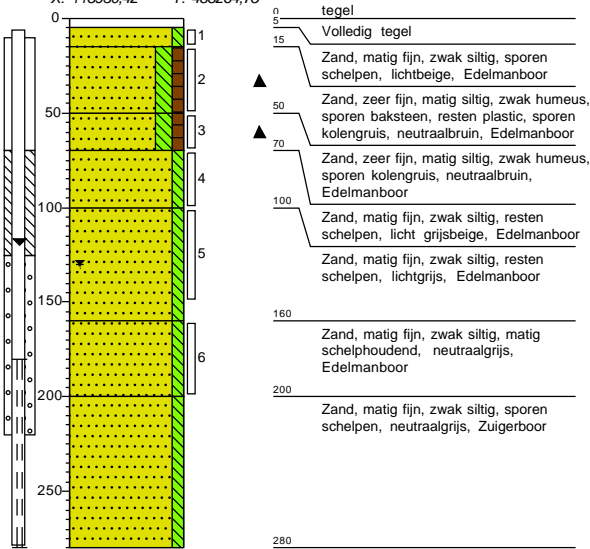 0
50
100
150
200
250
1
2
3
4
5
6
0
tegel
5
Volledig tegel
15
Zand, matig fijn, zwak siltig, sporen
schelpen, lichtbeige, Edelmanboor
50
Zand, zeer fijn, matig siltig, zwak humeus,
sporen baksteen, resten plastic, sporen
kolengruis, neutraalbruin, Edelmanboor
70
Zand, zeer fijn, matig siltig, zwak humeus,
sporen kolengruis, neutraalbruin,
Edelmanboor
100
Zand, matig fijn, zwak siltig, resten
schelpen, licht grijsbeige, Edelmanboor
Zand, matig fijn, zwak siltig, resten
schelpen, lichtgrijs, Edelmanboor
160
Zand, matig fijn, zwak siltig, matig
schelphoudend, neutraalgrijs,
Edelmanboor
200
Zand, matig fijn, zwak siltig, sporen
schelpen, neutraalgrijs, Zuigerboor
280